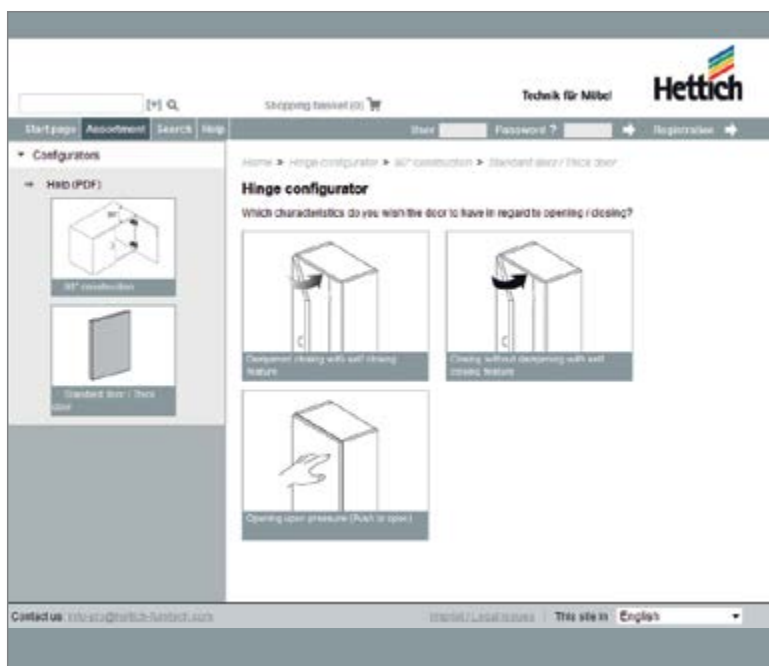 Technik für Möbel
Hettich
[+]
Shopping basket (0)
Startpage Assortment Search Help
User Password ? Registration
Configurators
Help (PDF)
90° construction
Standard door / Thick door
Home > Hinge configurator > 90° construction > Standard door / Thick door
Hinge configurator
Which characteristics do you wish the door to have in regard to opening / closing?
Dampened closing with self closing
feature
Closing without dampening with self
closing feature
Opening upon pressure (Push to open)
Contact us
Imprint / Legal issues
This site in English